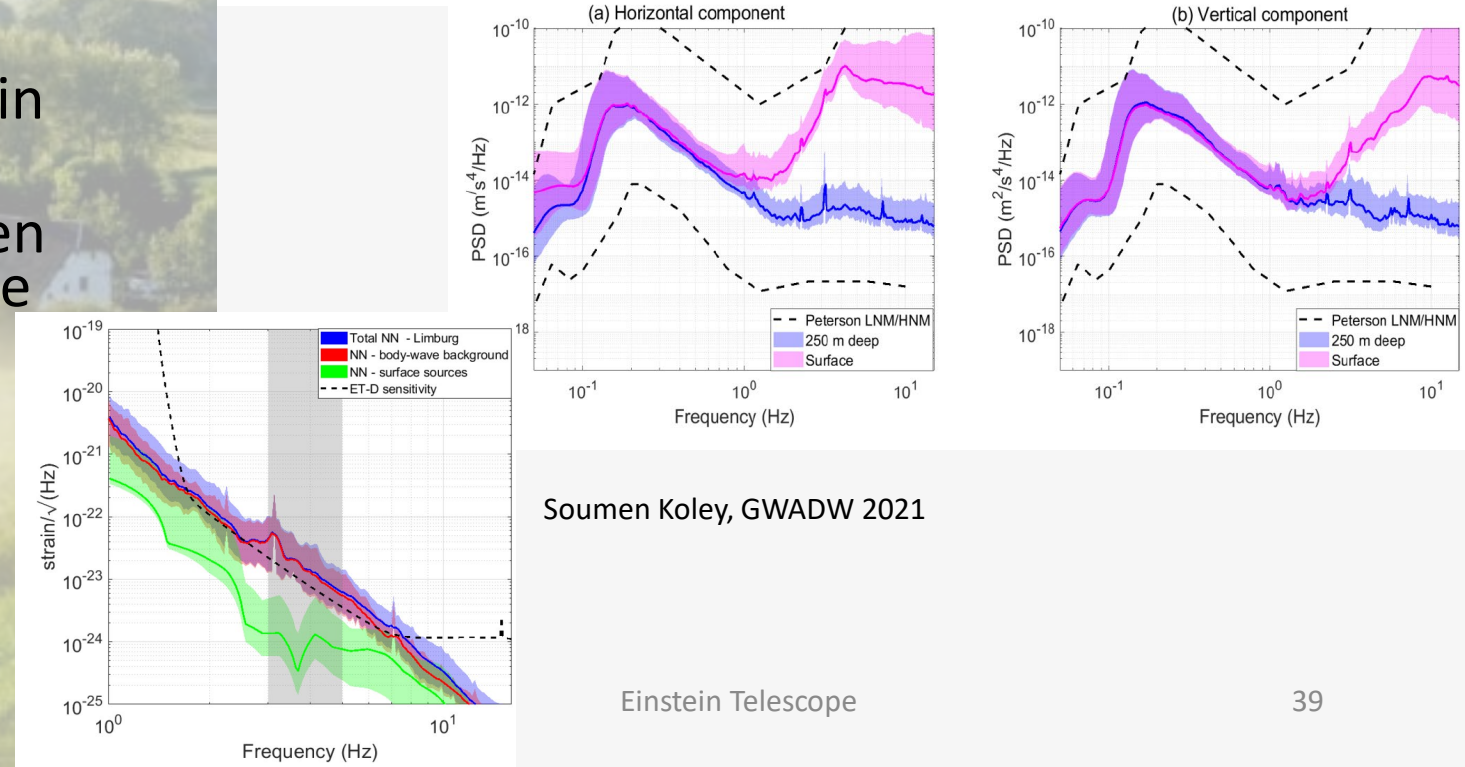 in
en
e
(a) Horizontal component
10^-10
10^-12
10^-14
10^-16
18
PSD (m^/s^4/Hz)
Peterson LNM/HNM
250 m deep
Surface
10^-1
10^0
10^1
Frequency (Hz)
(b) Vertical component
10^-10
10^-12
10^-14
10^-16
10^-18
PSD (m^2/s^4/Hz)
Peterson LNM/HNM
250 m deep
Surface
10^-1
10^0
10^1
Frequency (Hz)
10^-19
10^-20
10^-21
10^-22
10^-23
10^-24
10^-25
strain/√(Hz)
Total NN - Limburg
NN - body-wave background
NN - surface sources
ET-D sensitivity
10^0
10^1
Frequency (Hz)
Soumen Koley, GWADW 2021
Einstein Telescope
39